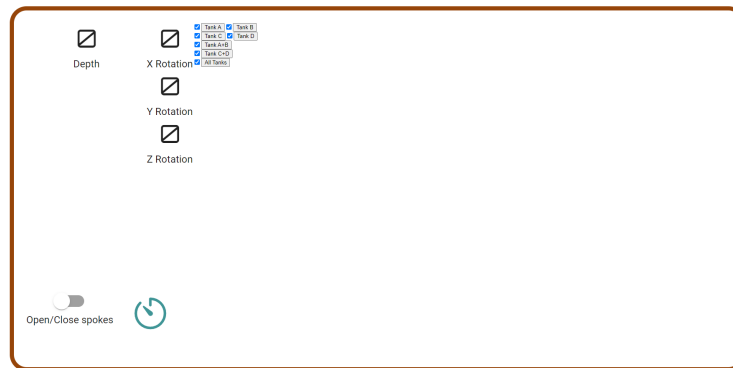 Tank A Tank B
Tank C Tank D
Tank A+B
Tank C+D
Depth X Rotation All Tanks
Y Rotation
Z Rotation
Open/Close spokes